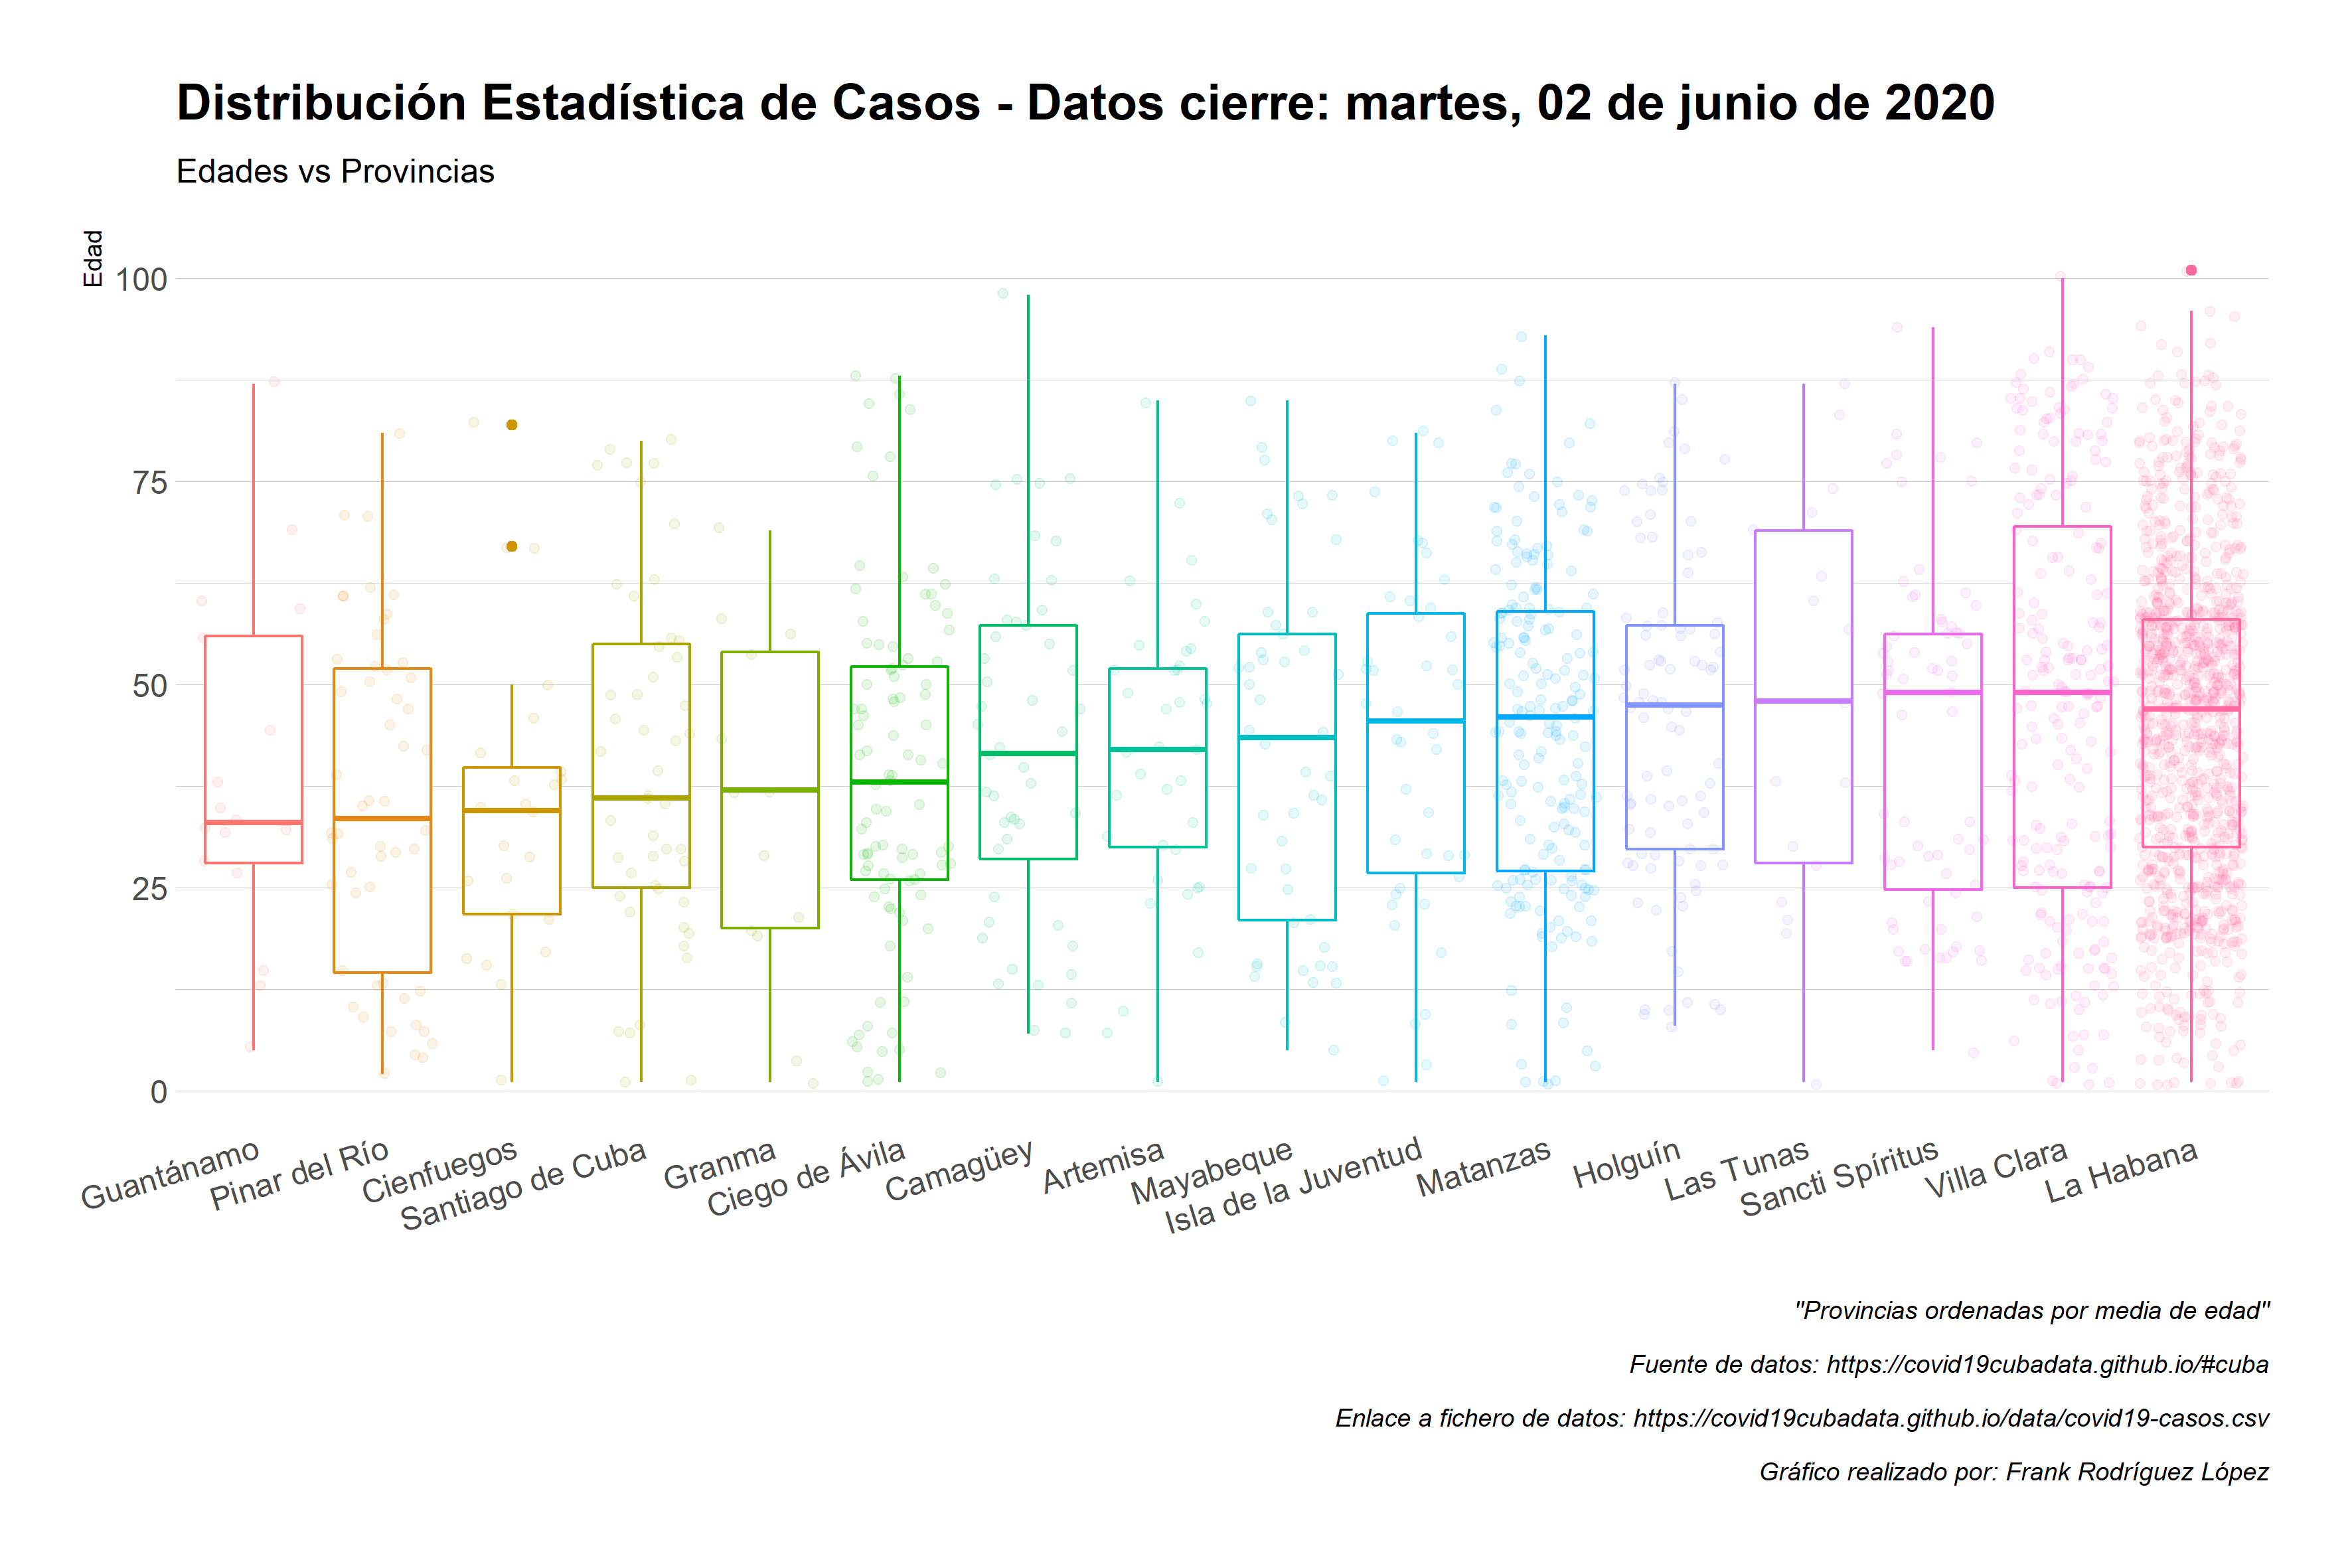 Distribución Estadística de Casos - Datos cierre: martes, 02 de junio de 2020
Edades vs Provincias
Edad
100
75
50
25
0
Guantánamo
Pinar del Río
Cienfuegos
Santiago de Cuba
Granma
Ciego de Ávila
Camagüey
Artemisa
Mayabeque
Isla de la Juventud
Matanzas
Holguín
Las Tunas
Sancti Spíritus
Villa Clara
La Habana
"Provincias ordenadas por media de edad"
Fuente de datos: https://covid19cubadata.github.io/#cuba
Enlace a fichero de datos: https://covid19cubadata.github.io/data/covid19-casos.csv
Gráfico realizado por: Frank Rodríguez López